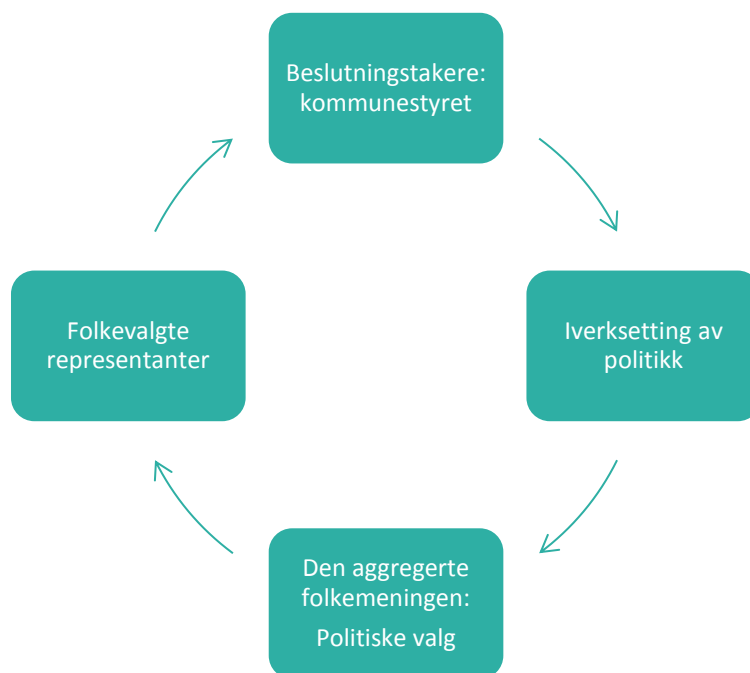 Beslutningstakere:
kommunestyret
Folkevalgte
representanter
Iverksetting av
politikk
Den aggregerte
folkemeningen:
Politiske valg